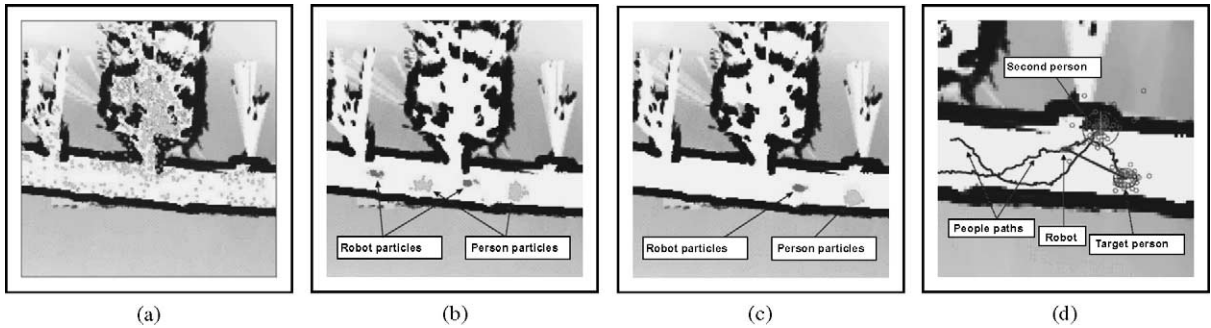 Robot particles
Person particles
Robot particles
Person particles
Second person
People paths
Robot
Target person
(a)
(b)
(c)
(d)